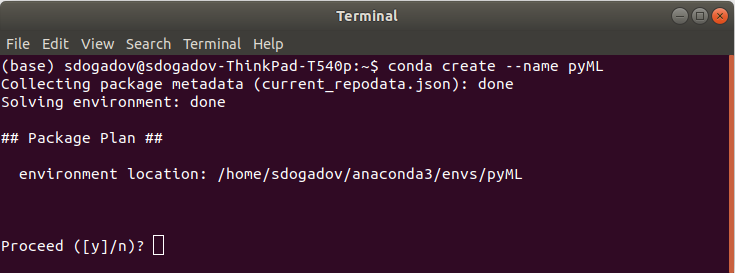 Terminal
File Edit View Search Terminal Help
(base) sdogadov@sdogadov-ThinkPad-T540p:~$ conda create --name pyML
Collecting package metadata (current_repodata.json): done
Solving environment: done
## Package Plan ##
environment location: /home/sdogadov/anaconda3/envs/pyML
Proceed ([y]/n)?